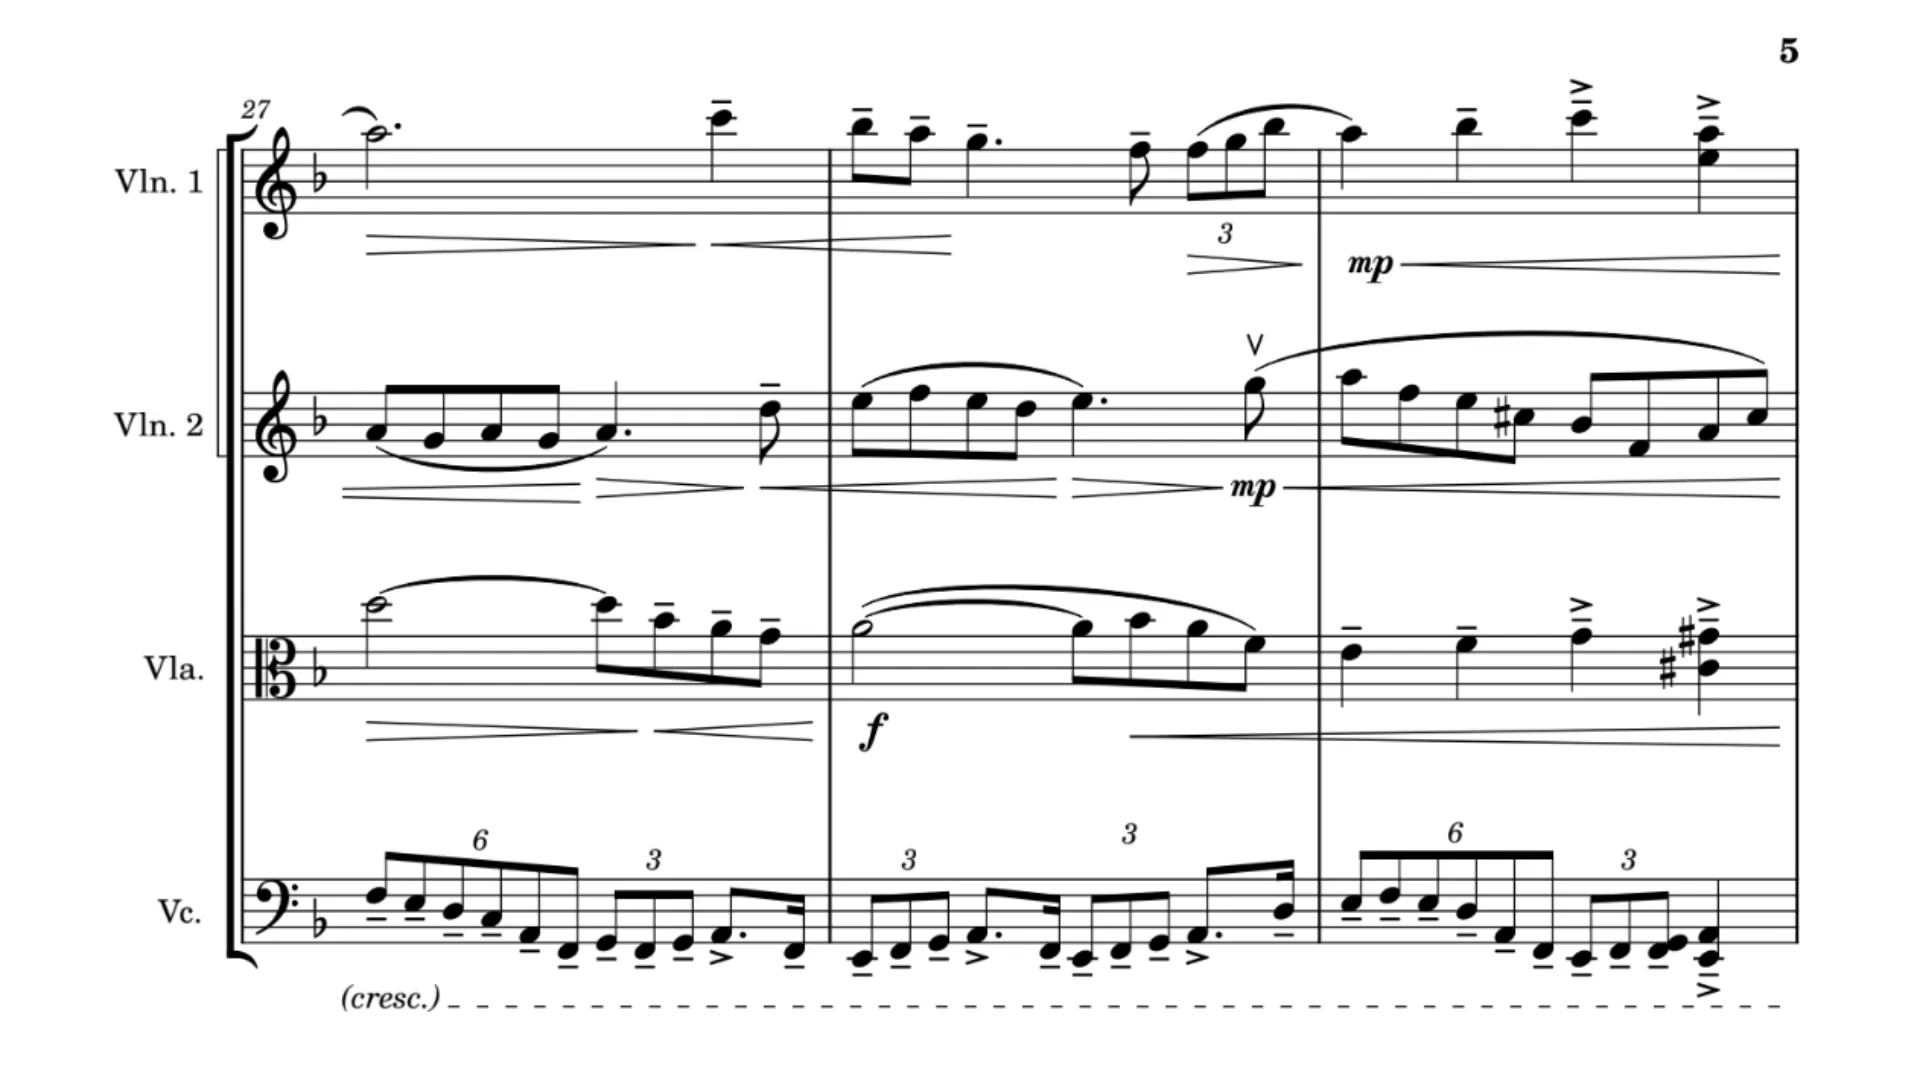 5
27
Vln. 1
3
mp
Vln. 2
mp
Vla.
f
6 3 3 3 6 3
Vc.
(cresc.)